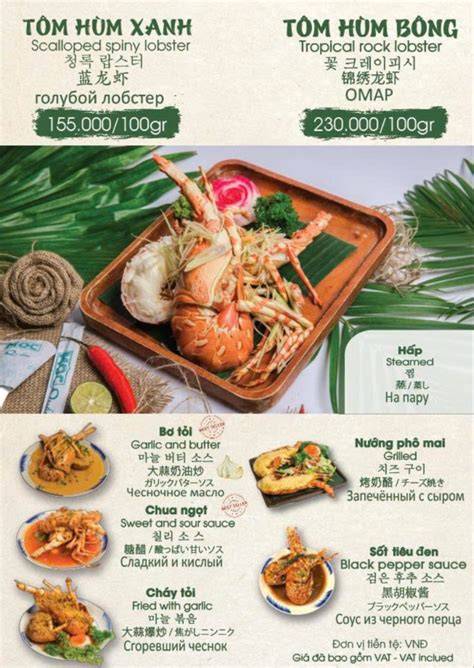 TÔM HÙM XANH
Scalloped spiny lobster
청록 랍스터
蓝龙虾
голубой лобстер
155.000/100gr
TÔM HÙM BÔNG
Tropical rock lobster
꽃 크레이피시
锦绣龙虾
ОМАР
230.000/100gr
Hấp
Steamed
찜
蒸 / 蒸し
На пару
Bơ tỏi
BEST SELLER
Garlic and butter
마늘 버터 소스
大蒜奶油炒
ガリックバターソス
Чесночное масло
Chua ngọt
BEST SELLER
Sweet and sour sauce
칠리 소스
糖醋 / 酸っぱい甘いソース
Сладкий и кислый
Cháy tỏi
Fried with garlic
마늘 볶음
大蒜爆炒 / 焦がしニンニク
Сгоревший чеснок
Nướng phô mai
Grilled
치즈 구이
烤奶酪 / チーズ焼き
Запечённый с сыром
Sốt tiêu đen
Black pepper sauce
검은 후추 소스
黑胡椒酱
ブラックペッパーソース
Соус из черного перца
Đơn vị tiền tệ: VNĐ
Giá đã bao gồm VAT - VAT inclued